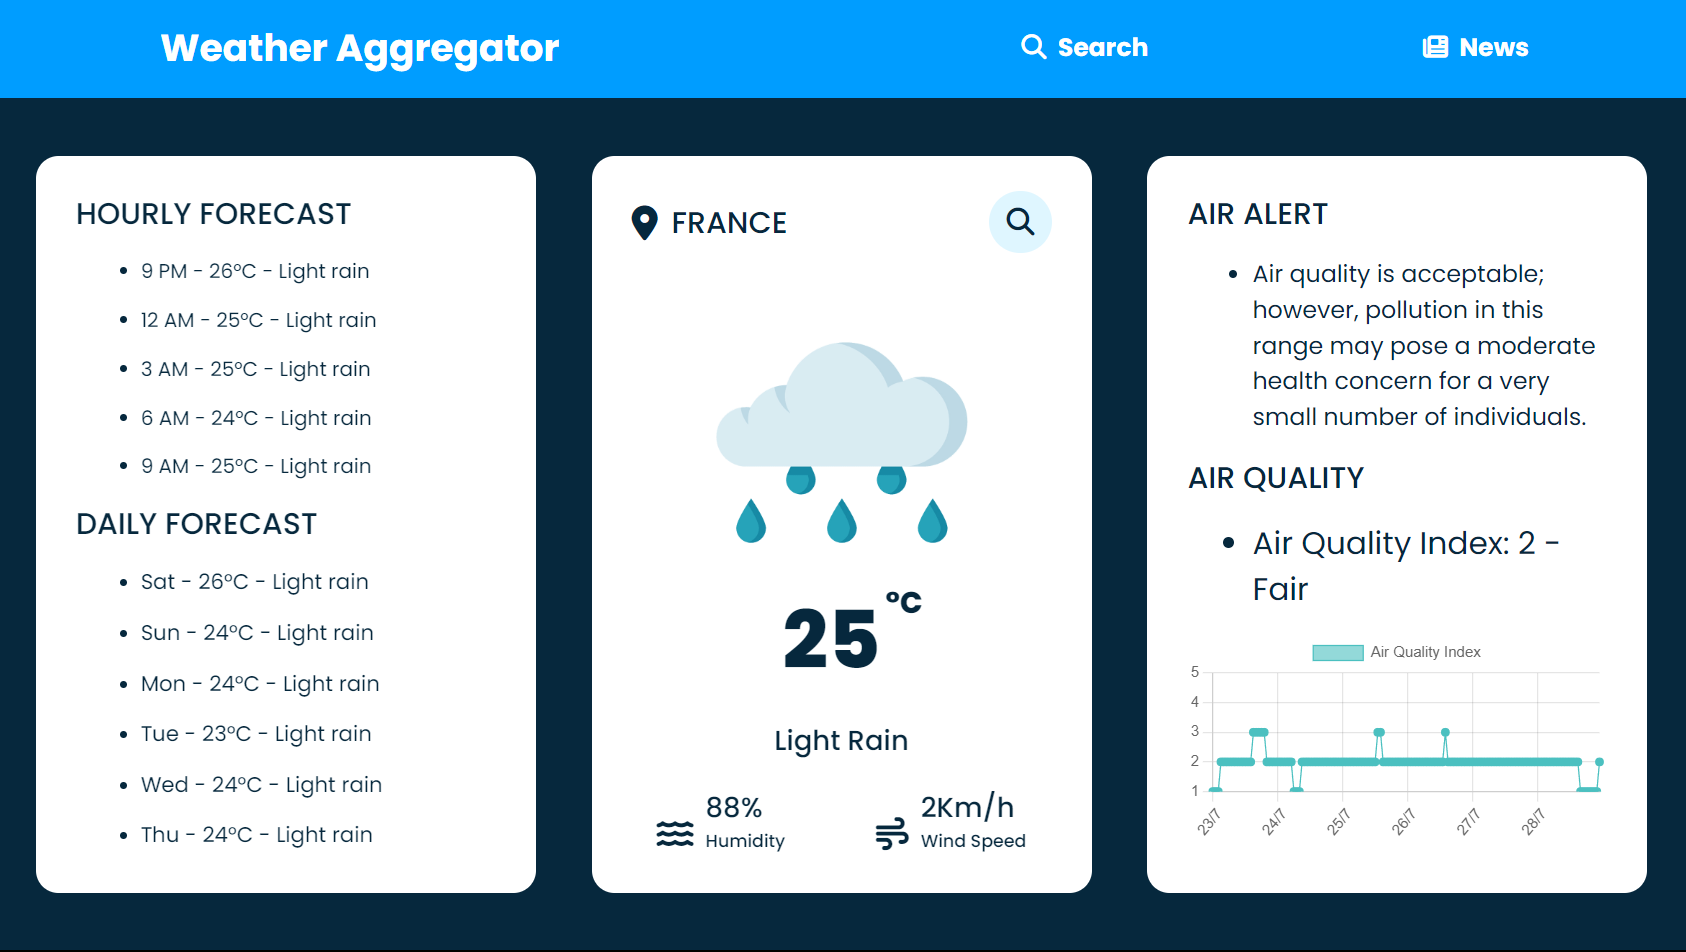 Weather Aggregator
Search
News
HOURLY FORECAST
9 PM - 26°C - Light rain
12 AM - 25°C - Light rain
3 AM - 25°C - Light rain
6 AM - 24°C - Light rain
9 AM - 25°C - Light rain
DAILY FORECAST
Sat - 26°C - Light rain
Sun - 24°C - Light rain
Mon - 24°C - Light rain
Tue - 23°C - Light rain
Wed - 24°C - Light rain
Thu - 24°C - Light rain
FRANCE
25 °C
Light Rain
88%
Humidity
2Km/h
Wind Speed
AIR ALERT
Air quality is acceptable;
however, pollution in this
range may pose a moderate
health concern for a very
small number of individuals.
AIR QUALITY
Air Quality Index: 2 -
Fair
Air Quality Index
5
4
3
2
1
23/7
24/7
25/7
26/7
27/7
28/7